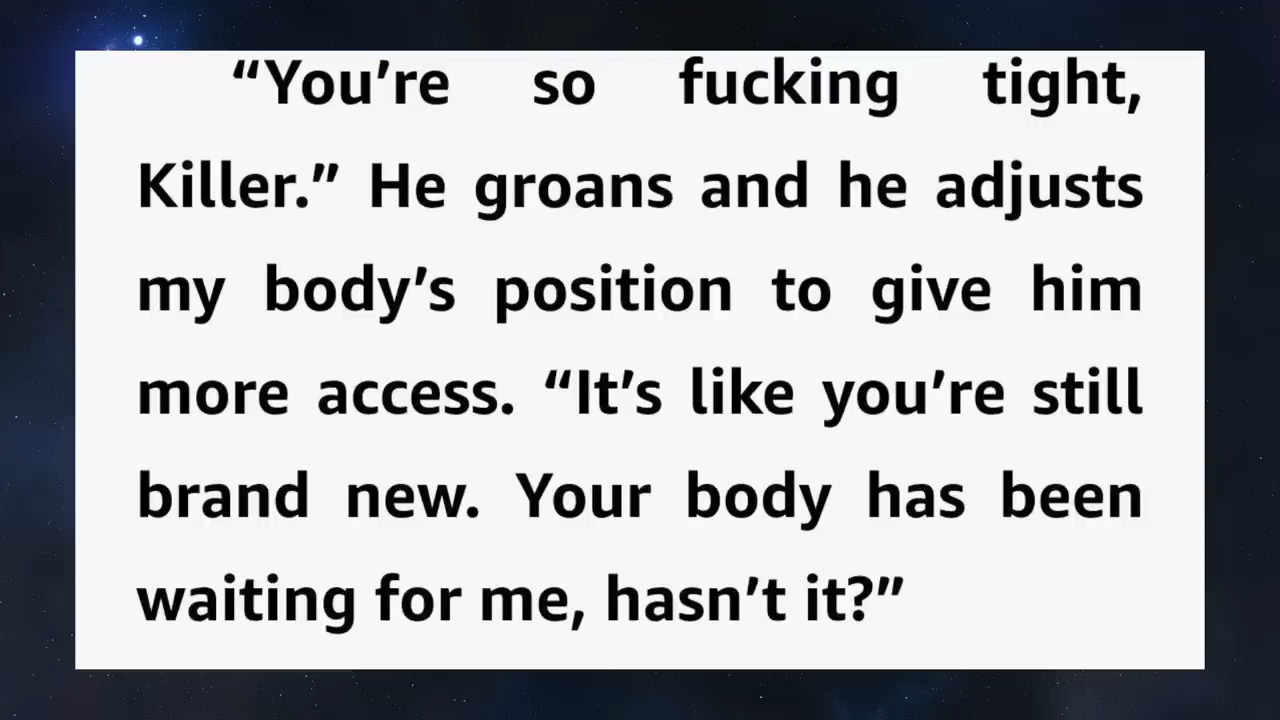 “You’re so fucking tight,
Killer.” He groans and he adjusts
my body’s position to give him
more access. “It’s like you’re still
brand new. Your body has been
waiting for me, hasn’t it?”